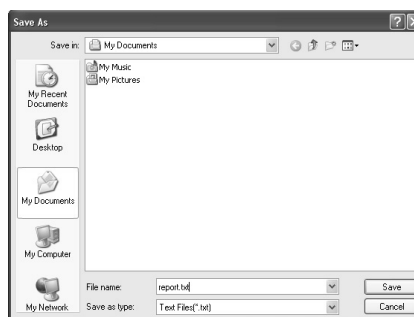 Save As
Save in:
My Documents
My Music
My Pictures
My Recent
Documents
Desktop
My Documents
My Computer
My Network
File name:
report.txt
Save
Save as type:
Text Files(*.txt)
Cancel